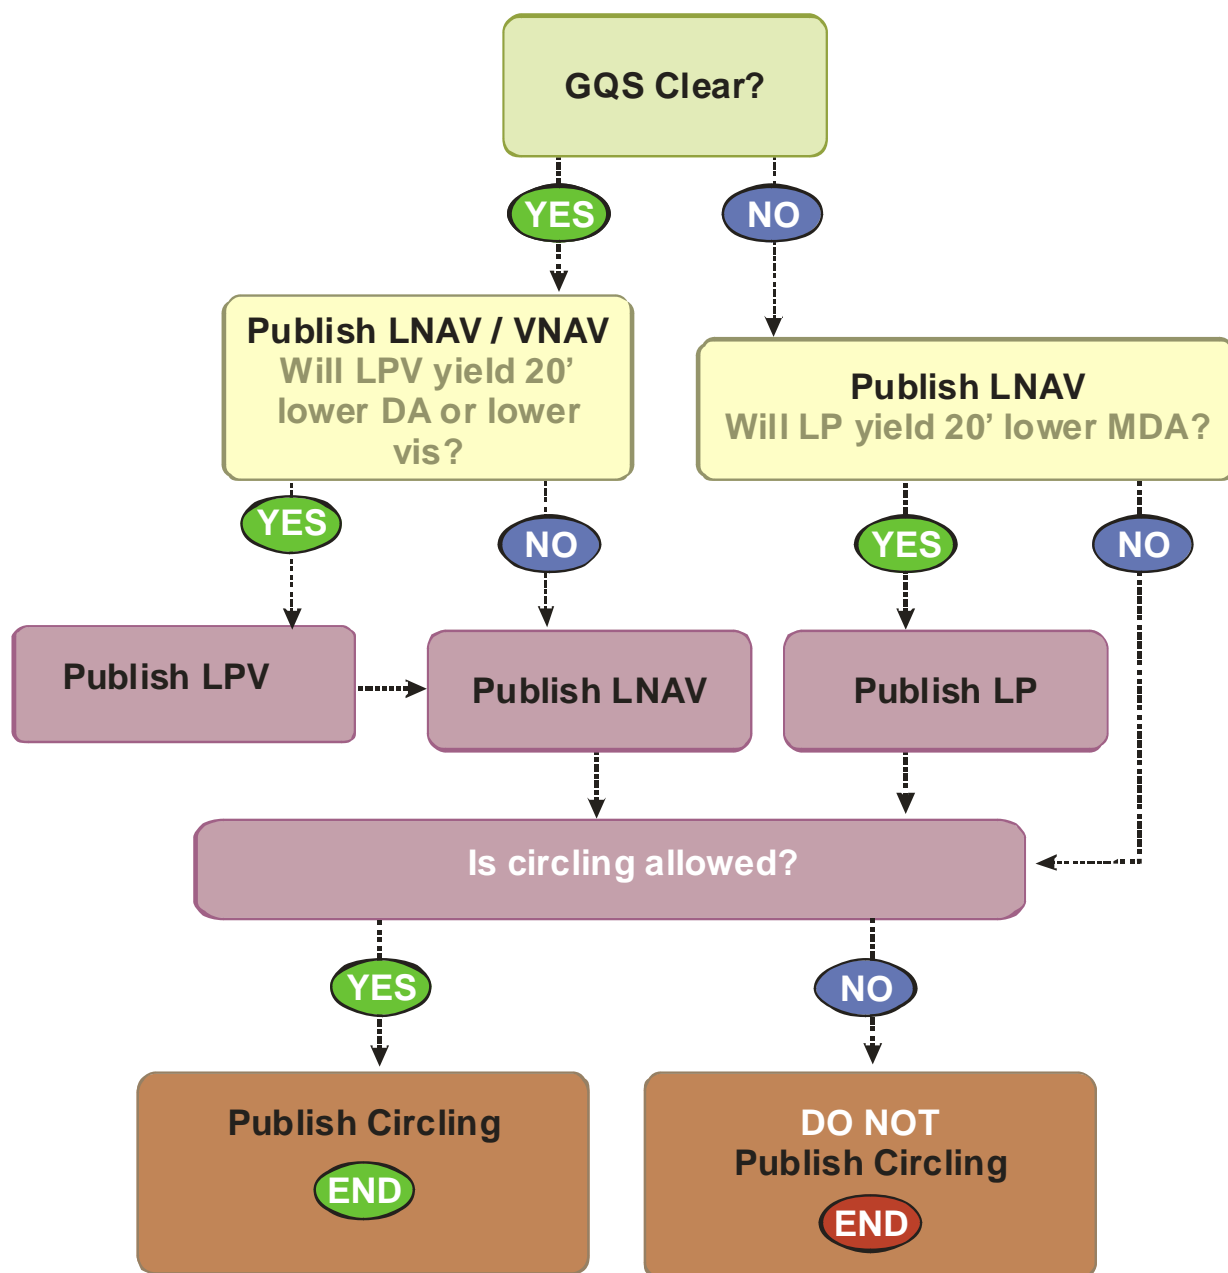 GQS Clear?
YES
NO
Publish LNAV / VNAV
Will LPV yield 20’
lower DA or lower
vis?
Publish LNAV
Will LP yield 20’ lower MDA?
YES
NO
YES
NO
Publish LPV
Publish LNAV
Publish LP
Is circling allowed?
YES
NO
Publish Circling
END
DO NOT
Publish Circling
END